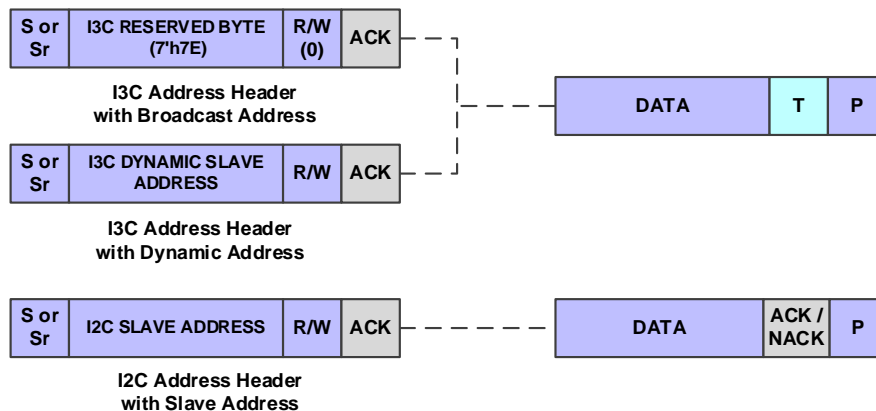 S or
Sr
I3C RESERVED BYTE
(7'h7E)
R/W
(0)
ACK
I3C Address Header
with Broadcast Address
DATA
T
P
S or
Sr
I3C DYNAMIC SLAVE
ADDRESS
R/W
ACK
I3C Address Header
with Dynamic Address
S or
Sr
I2C SLAVE ADDRESS
R/W
ACK
DATA
ACK /
NACK
P
I2C Address Header
with Slave Address